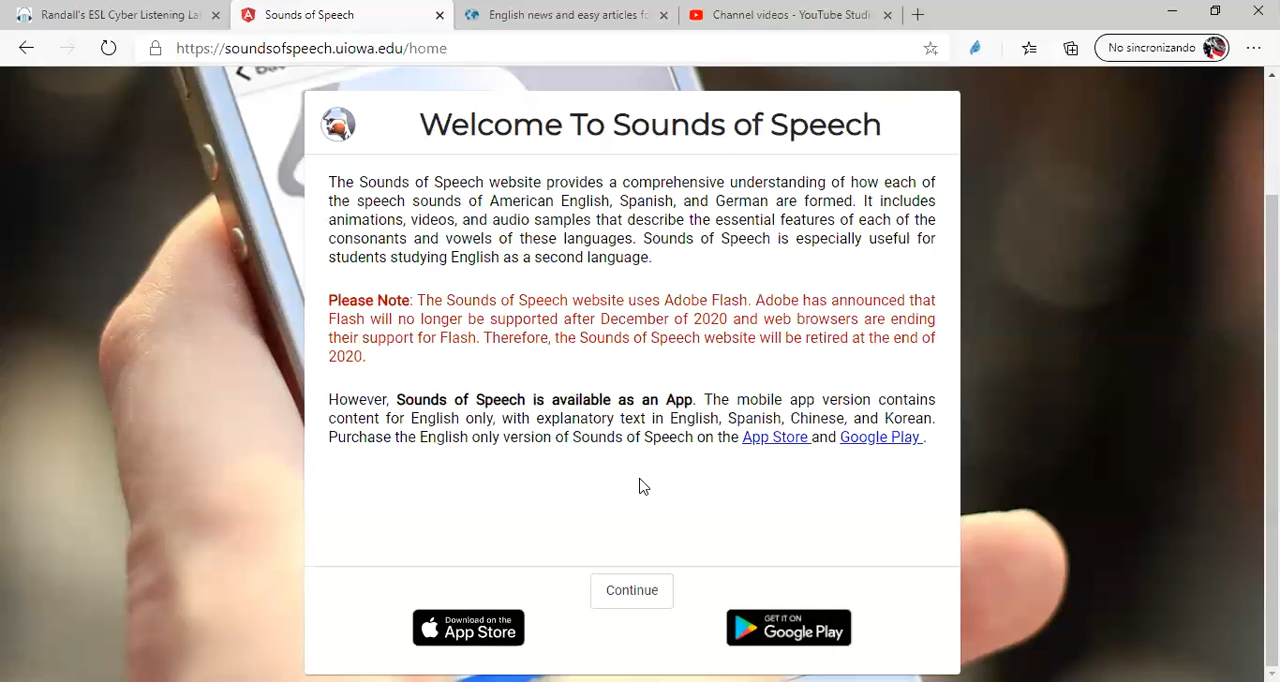 Randall's ESL Cyber Listening La
Sounds of Speech
English news and easy articles fo
Channel videos - YouTube Studi
https://soundsofspeech.uiowa.edu/home
No sincronizando
Welcome To Sounds of Speech
The Sounds of Speech website provides a comprehensive understanding of how each of
the speech sounds of American English, Spanish, and German are formed. It includes
animations, videos, and audio samples that describe the essential features of each of the
consonants and vowels of these languages. Sounds of Speech is especially useful for
students studying English as a second language.
Please Note: The Sounds of Speech website uses Adobe Flash. Adobe has announced that
Flash will no longer be supported after December of 2020 and web browsers are ending
their support for Flash. Therefore, the Sounds of Speech website will be retired at the end of
2020.
However, Sounds of Speech is available as an App. The mobile app version contains
content for English only, with explanatory text in English, Spanish, Chinese, and Korean.
Purchase the English only version of Sounds of Speech on the App Store and Google Play .
Continue
Download on the
App Store
GET IT ON
Google Play